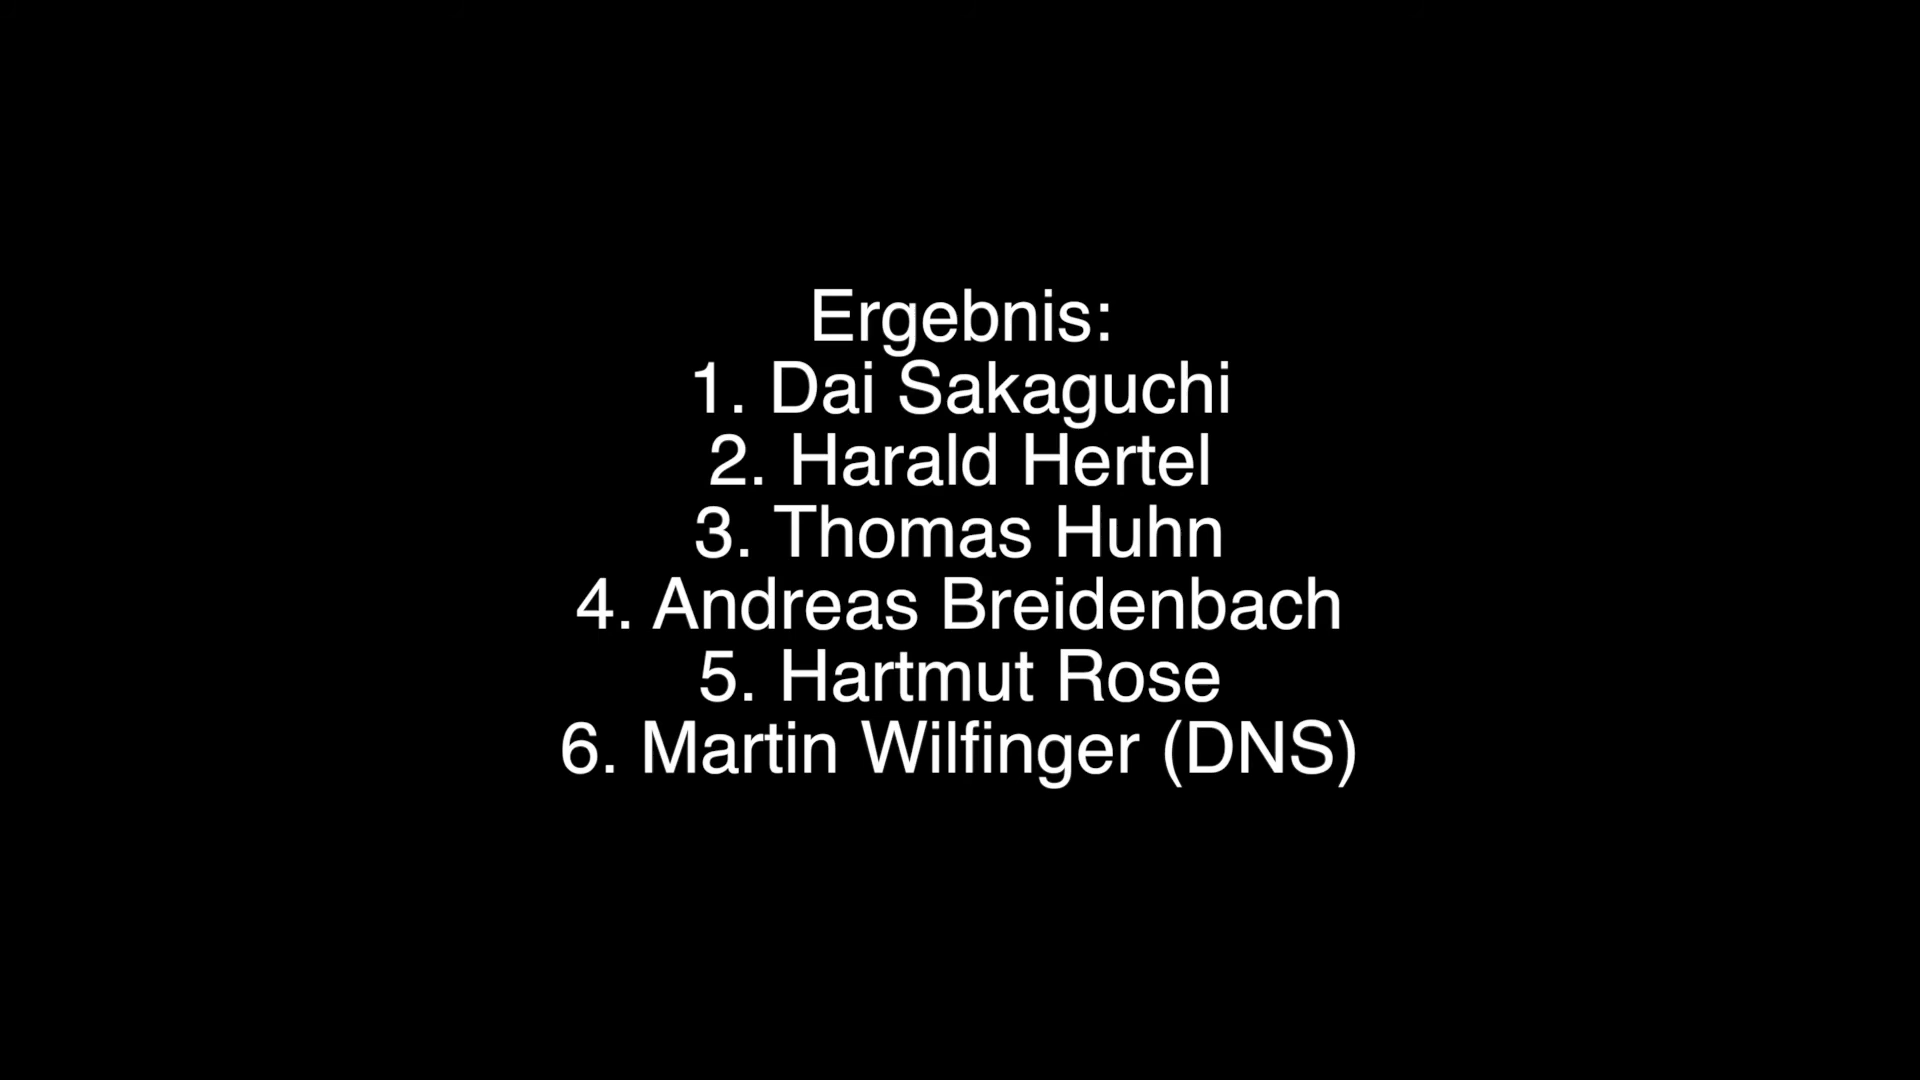 Ergebnis:
1. Dai Sakaguchi
2. Harald Hertel
3. Thomas Huhn
4. Andreas Breidenbach
5. Hartmut Rose
6. Martin Wilfinger (DNS)